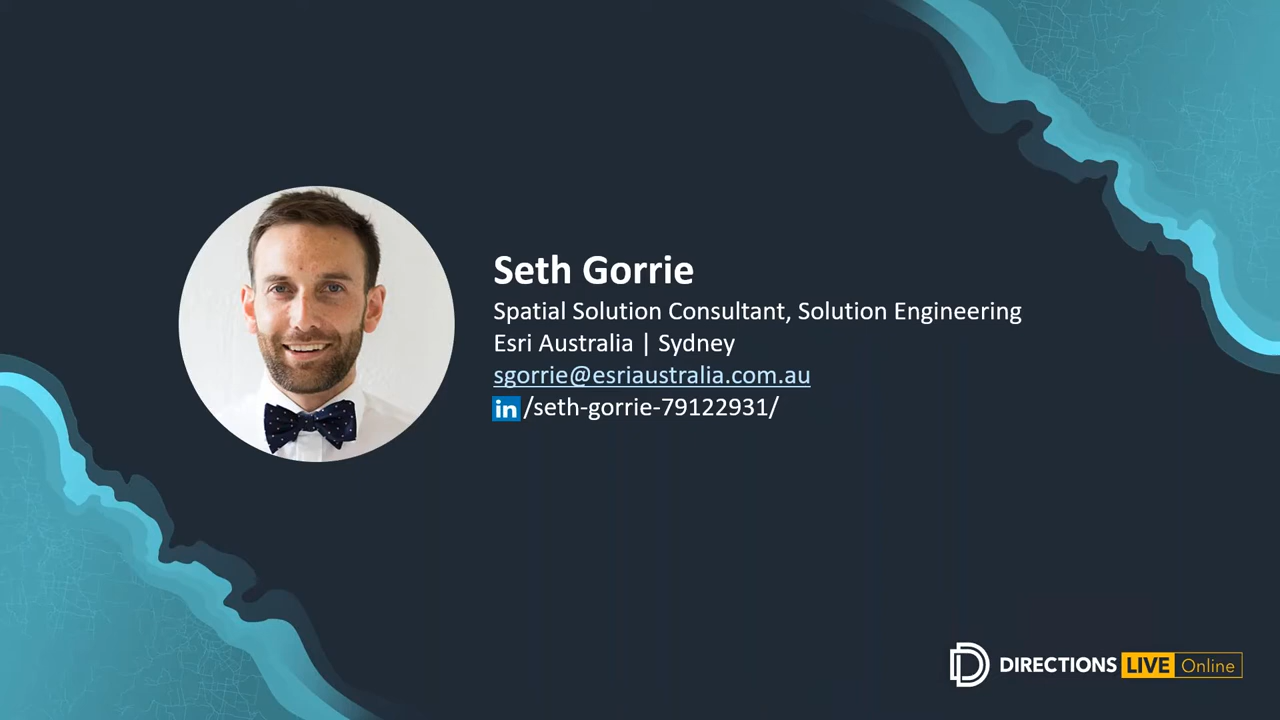 Seth Gorrie
Spatial Solution Consultant, Solution Engineering
Esri Australia | Sydney
sgorrie@esriaustralia.com.au
in /seth-gorrie-79122931/
DIRECTIONS LIVE Online